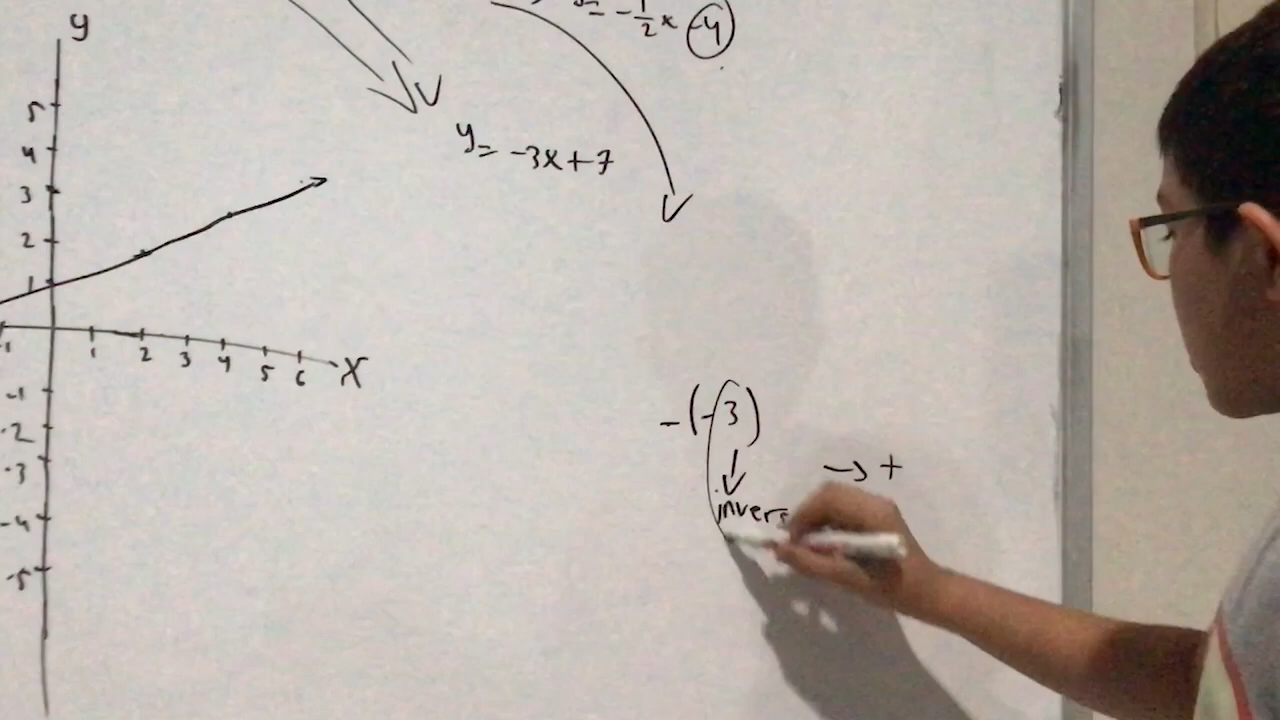 y
y = -1/2 x -4
5
4
y = -3x+7
3
2
1
-1 1 2 3 4 5 6 x
-1
-(-3)
-2
-3
→ +
-4
invers
-5